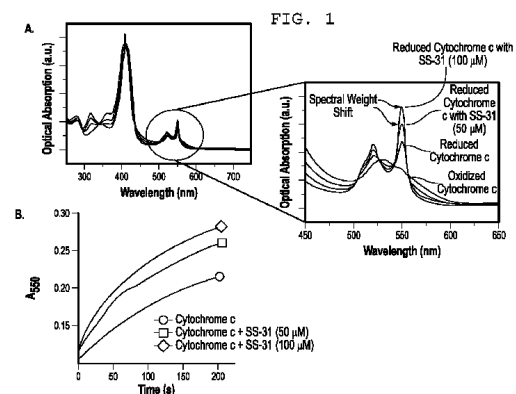 FIG. 1
A.
Optical Absorption (a.u.)
300 400 500 600 700
Wavelength (nm)
Reduced Cytochrome c with
SS-31 (100 µM)
Spectral Weight
Shift
Reduced
Cytochrome
c with SS-31
(50 µM)
Reduced
Cytochrome c
Oxidized
Cytochrome c
Optical Absorption (a.u.)
450 500 550 600 650
Wavelength (nm)
B.
A550
0.30
0.25
0.20
0.15
Cytochrome c
Cytochrome c + SS-31 (50 µM)
Cytochrome c + SS-31 (100 µM)
0 50 100 150 200
Time (s)